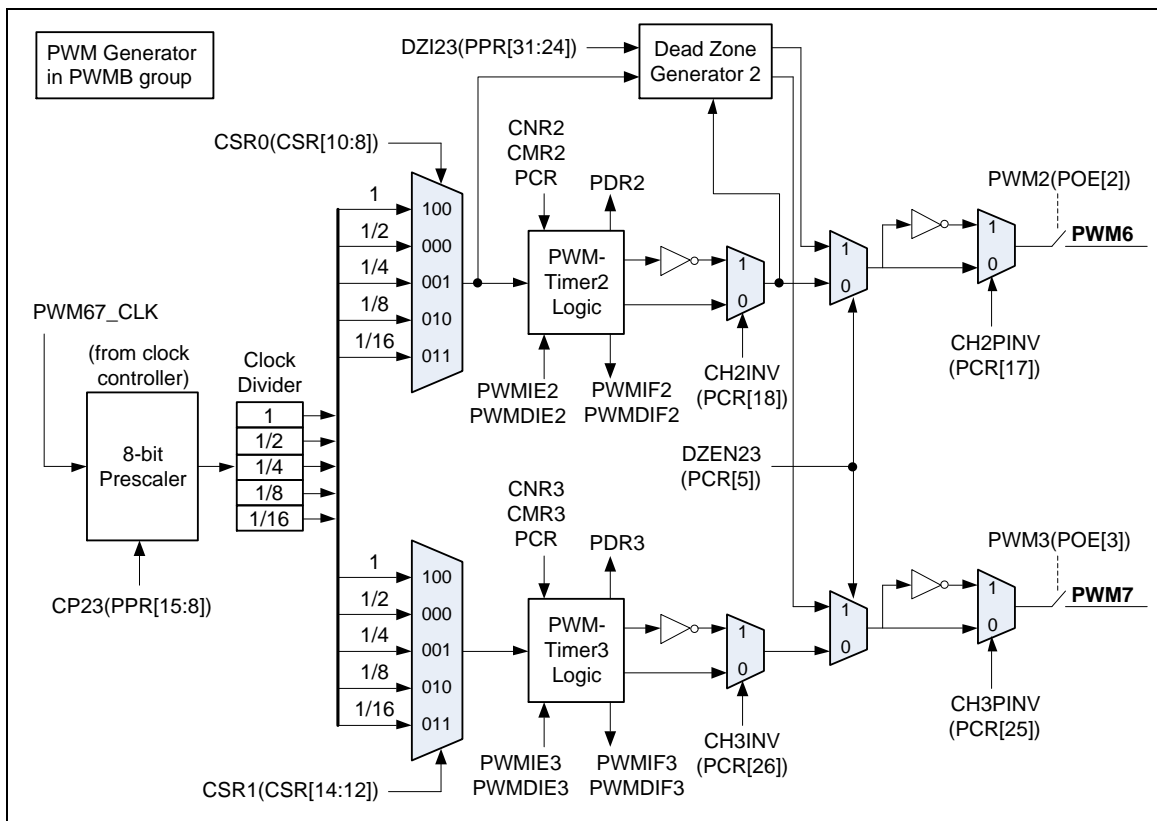 PWM Generator
in PWMB group
DZI23(PPR[31:24])
Dead Zone
Generator 2
CSR0(CSR[10:8])
CNR2
CMR2
PCR
PDR2
PWM2(POE[2])
1
1/2
1/4
1/8
1/16
100
000
001
010
011
PWM-
Timer2
Logic
1
0
1
0
1
0
PWM6
PWMIE2
PWMDIE2
PWMIF2
PWMDIF2
CH2INV
(PCR[18])
CH2PINV
(PCR[17])
PWM67_CLK
(from clock
controller)
8-bit
Prescaler
CP23(PPR[15:8])
Clock
Divider
1
1/2
1/4
1/8
1/16
DZEN23
(PCR[5])
CNR3
CMR3
PCR
PDR3
PWM3(POE[3])
1
1/2
1/4
1/8
1/16
100
000
001
010
011
PWM-
Timer3
Logic
1
0
1
0
1
0
PWM7
PWMIE3
PWMDIE3
PWMIF3
PWMDIF3
CH3INV
(PCR[26])
CH3PINV
(PCR[25])
CSR1(CSR[14:12])